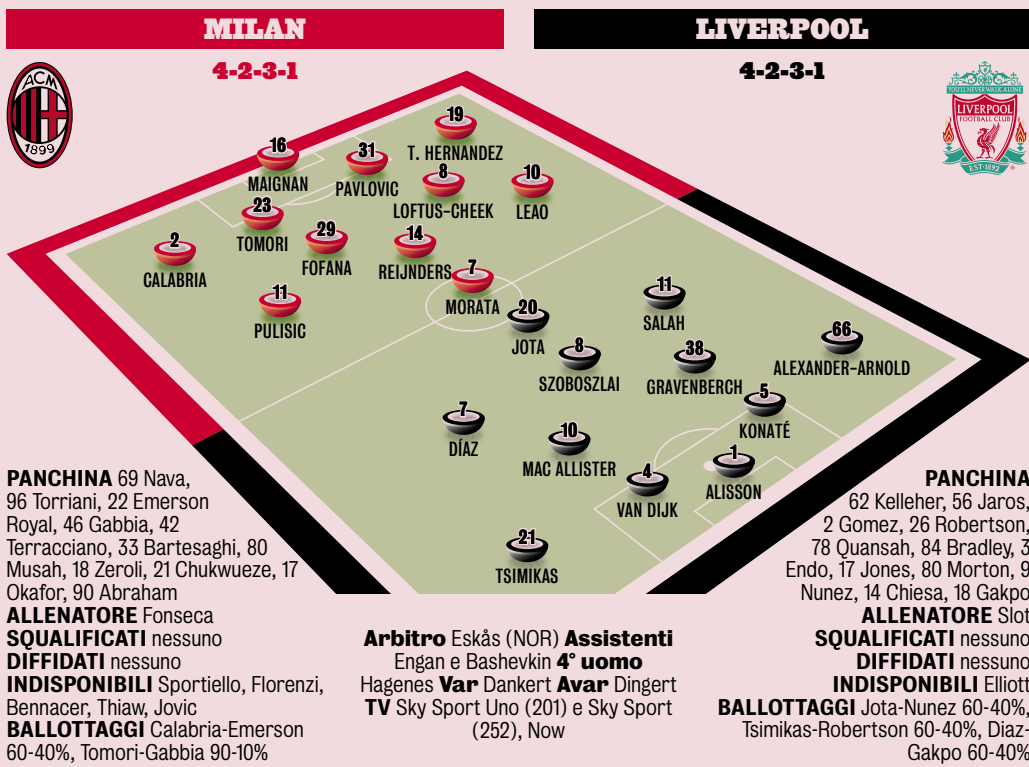 MILAN
4-2-3-1
ACM
1899
LIVERPOOL
4-2-3-1
YOU'LL NEVER WALK ALONE
LIVERPOOL
FOOTBALL CLUB
EST·1892
19
T. HERNANDEZ
16
MAIGNAN
31
PAVLOVIC
8
LOFTUS-CHEEK
10
LEAO
23
TOMORI
29
FOFANA
14
REIJNDERS
2
CALABRIA
11
PULISIC
7
MORATA
20
JOTA
11
SALAH
66
ALEXANDER-ARNOLD
8
SZOBOSZLAI
38
GRAVENBERCH
5
KONATÉ
7
DÍAZ
10
MAC ALLISTER
1
ALISSON
4
VAN DIJK
21
TSIMIKAS
PANCHINA 69 Nava,
96 Torriani, 22 Emerson
Royal, 46 Gabbia, 42
Terracciano, 33 Bartesaghi, 80
Musah, 18 Zeroli, 21 Chukwueze, 17
Okafor, 90 Abraham
ALLENATORE Fonseca
SQUALIFICATI nessuno
DIFFIDATI nessuno
INDISPONIBILI Sportiello, Florenzi,
Bennacer, Thiaw, Jovic
BALLOTTAGGI Calabria-Emerson
60-40%, Tomori-Gabbia 90-10%
Arbitro Eskås (NOR) Assistenti
Engan e Bashevkin 4° uomo
Hagenes Var Dankert Avar Dingert
TV Sky Sport Uno (201) e Sky Sport
(252), Now
PANCHINA
62 Kelleher, 56 Jaros,
2 Gomez, 26 Robertson,
78 Quansah, 84 Bradley, 3
Endo, 17 Jones, 80 Morton, 9
Nunez, 14 Chiesa, 18 Gakpo
ALLENATORE Slot
SQUALIFICATI nessuno
DIFFIDATI nessuno
INDISPONIBILI Elliott
BALLOTTAGGI Jota-Nunez 60-40%,
Tsimikas-Robertson 60-40%, Diaz-
Gakpo 60-40%